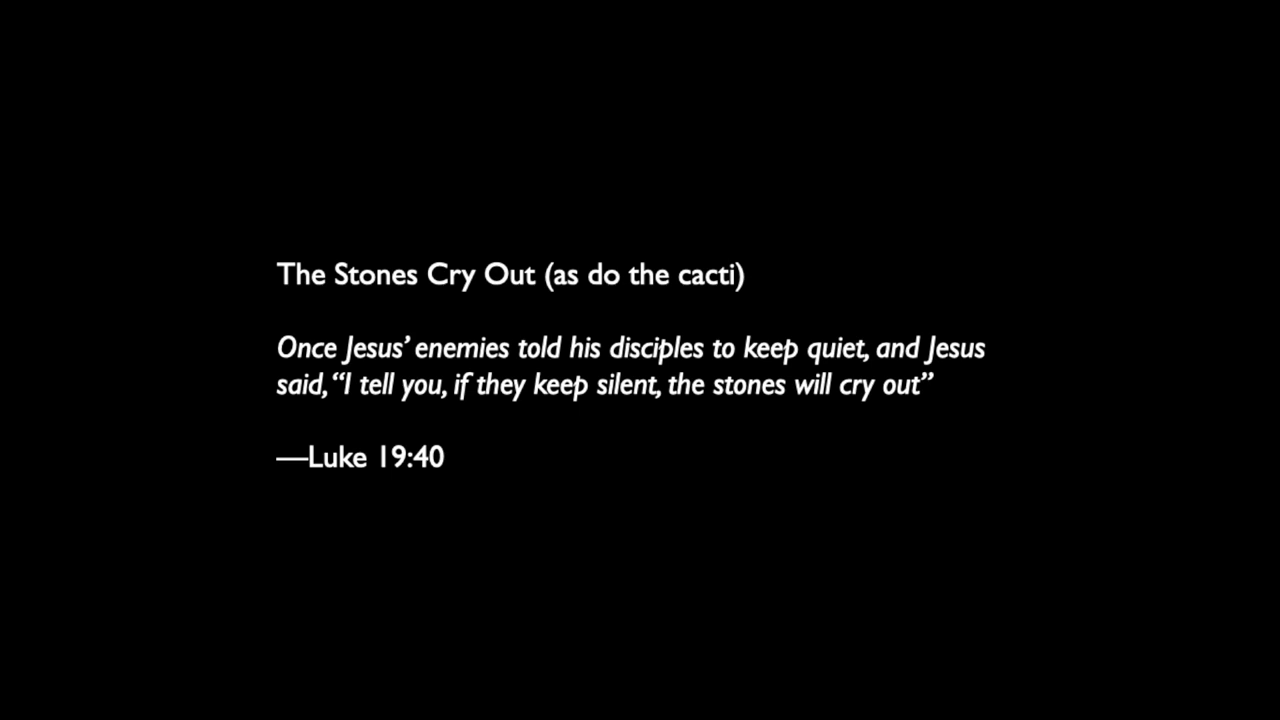 The Stones Cry Out (as do the cacti)
Once Jesus’ enemies told his disciples to keep quiet, and Jesus
said, “I tell you, if they keep silent, the stones will cry out”
—Luke 19:40